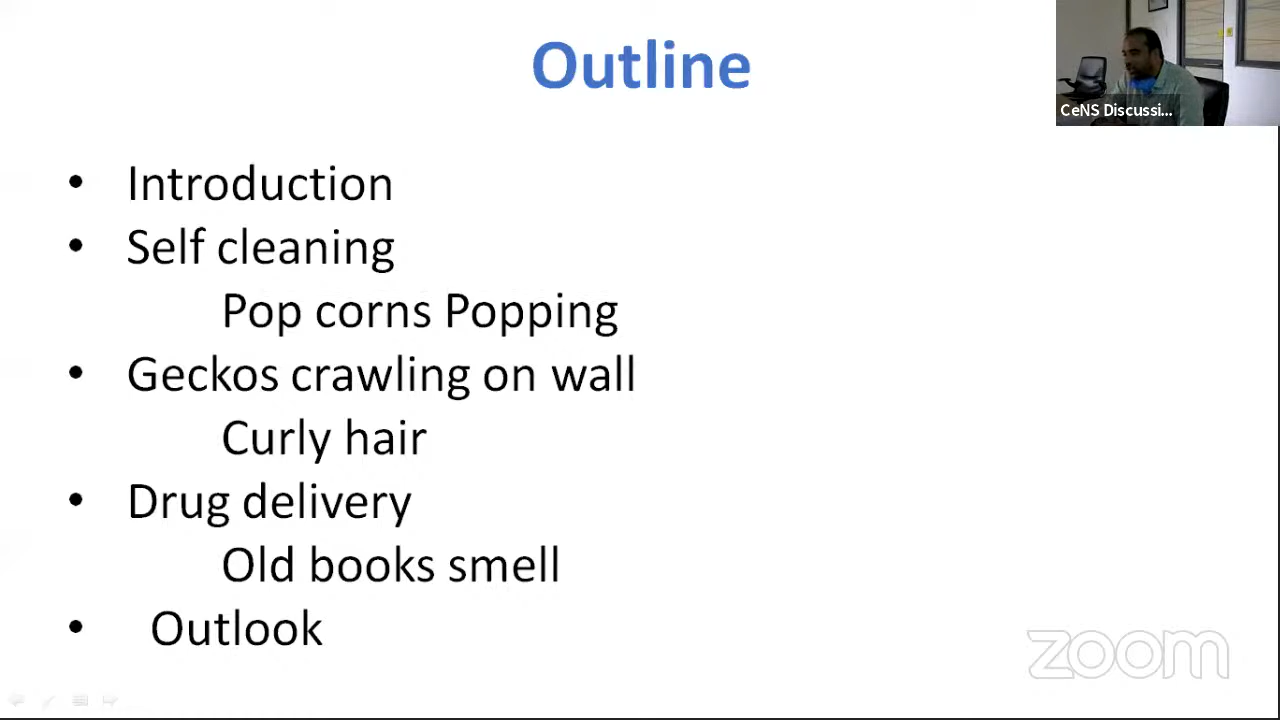 Outline
CeNS Discussi...
• Introduction
• Self cleaning
Pop corns Popping
• Geckos crawling on wall
Curly hair
• Drug delivery
Old books smell
• Outlook
zoom